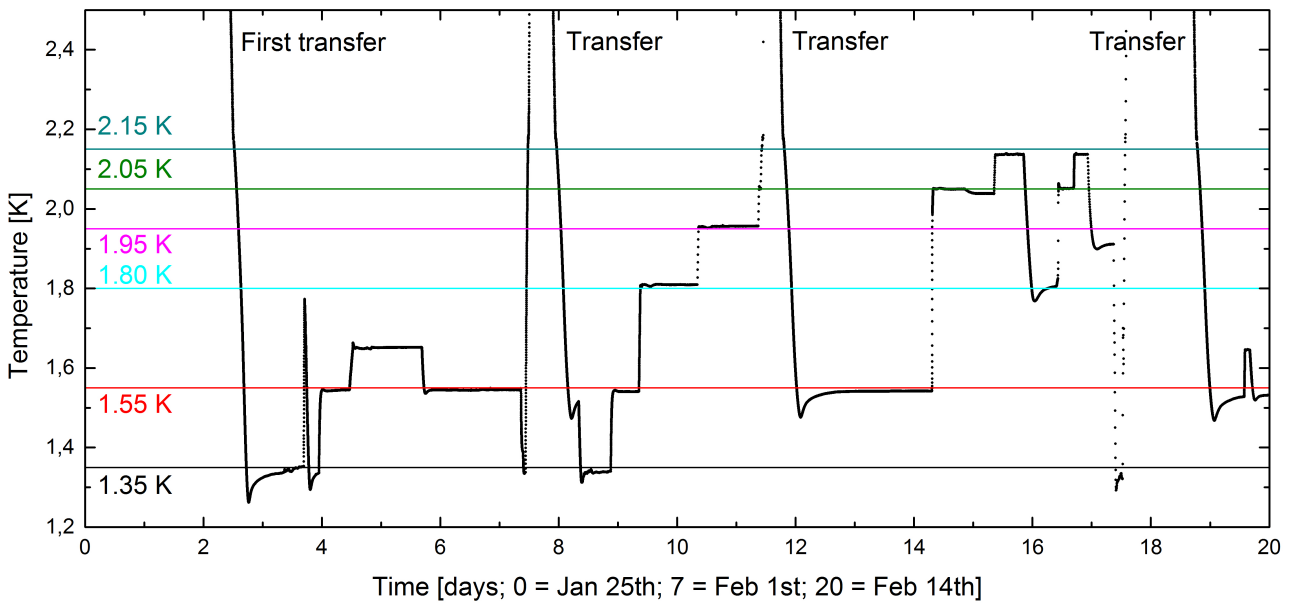 First transfer
Transfer
Transfer
Transfer
2.15 K
2.05 K
1.95 K
1.80 K
1.55 K
1.35 K
Temperature [K]
2,4
2,2
2,0
1,8
1,6
1,4
1,2
0 2 4 6 8 10 12 14 16 18 20
Time [days; 0 = Jan 25th; 7 = Feb 1st; 20 = Feb 14th]